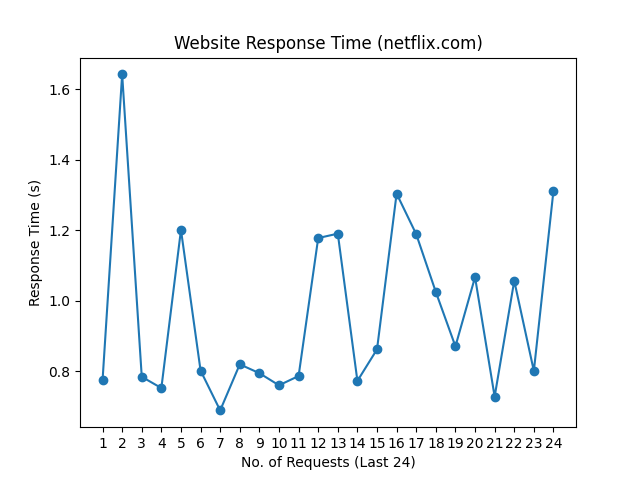 Website Response Time (netflix.com)
Response Time (s)
1.6
1.4
1.2
1.0
0.8
1 2 3 4 5 6 7 8 9 10 11 12 13 14 15 16 17 18 19 20 21 22 23 24
No. of Requests (Last 24)